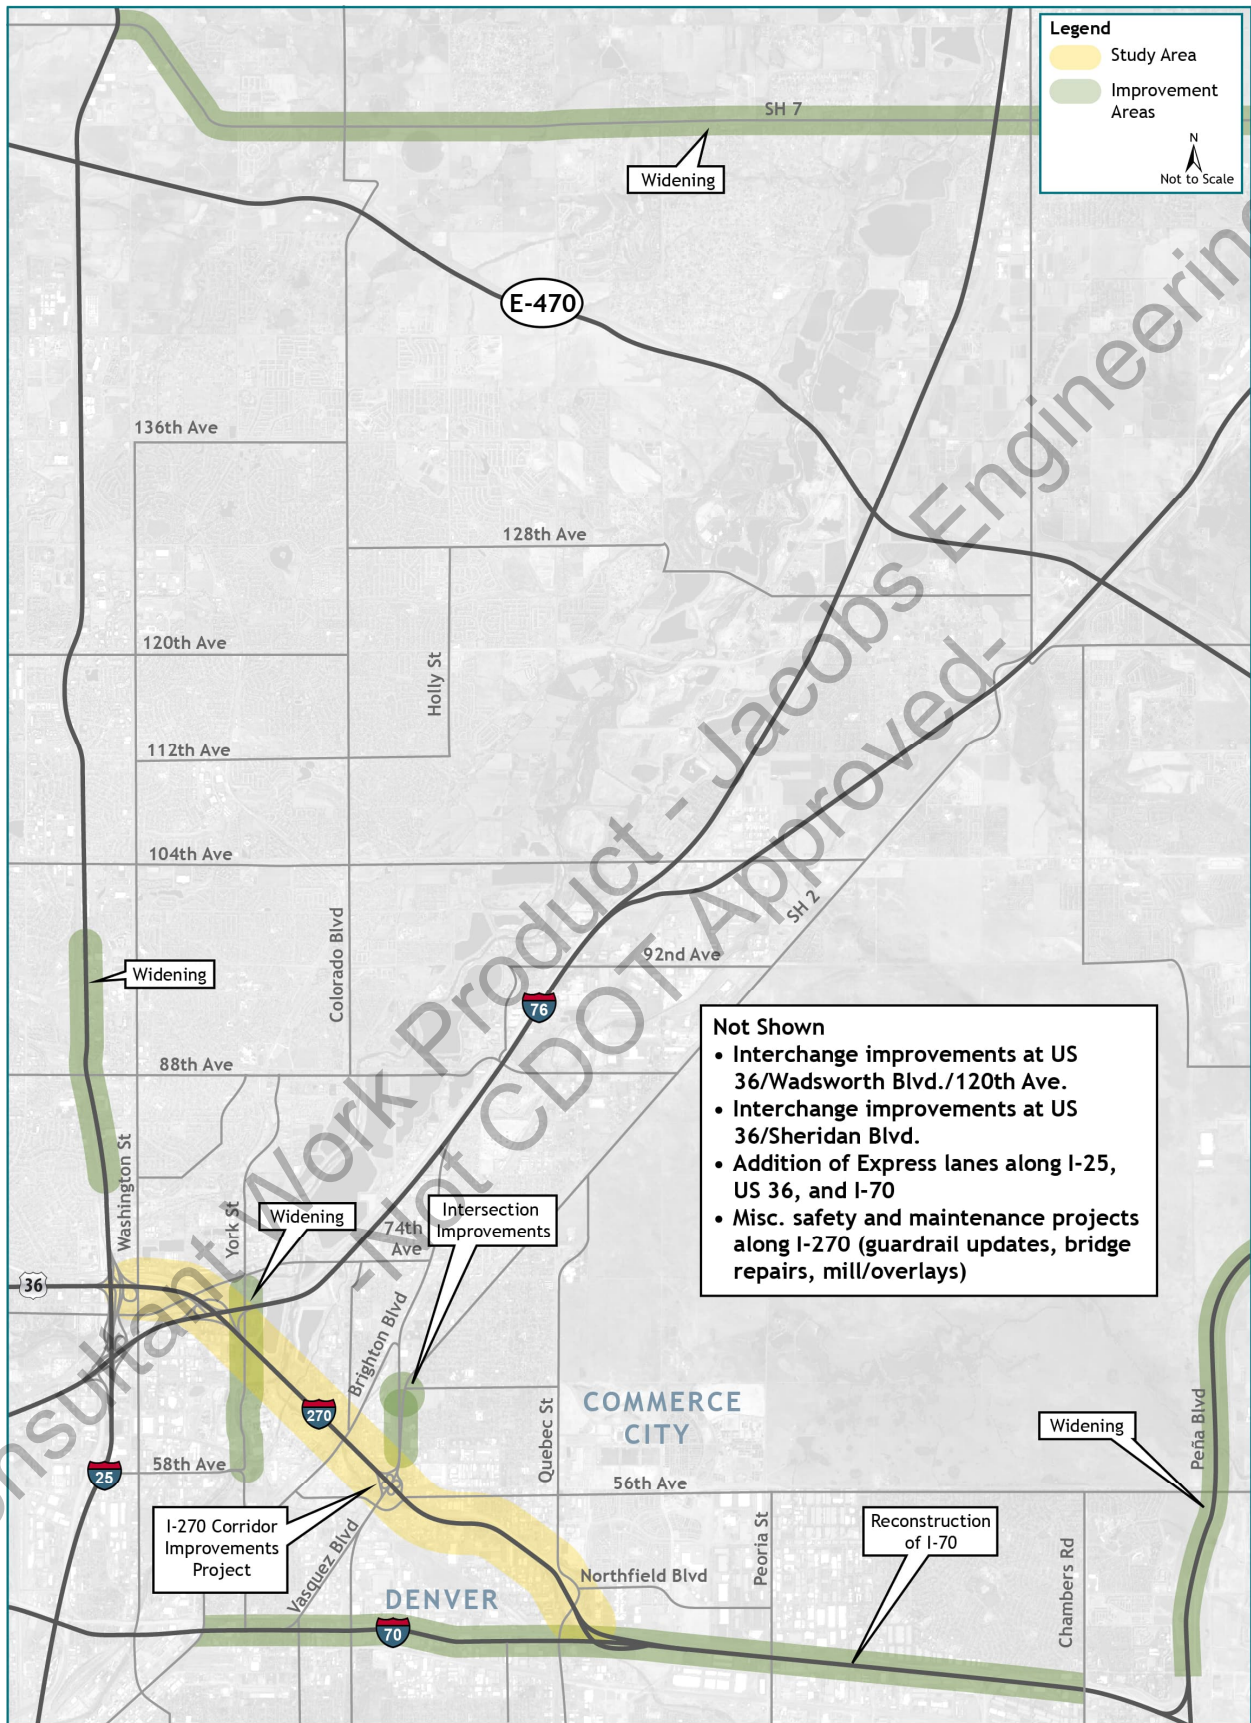 Legend
Study Area
Improvement
Areas
N
Not to Scale
SH 7
Widening
E-470
136th Ave
128th Ave
120th Ave
Holly St
112th Ave
104th Ave
Colorado Blvd
SH 2
92nd Ave
Widening
76
88th Ave
Not Shown
• Interchange improvements at US
36/Wadsworth Blvd./120th Ave.
• Interchange improvements at US
36/Sheridan Blvd.
• Addition of Express lanes along I-25,
US 36, and I-70
• Misc. safety and maintenance projects
along I-270 (guardrail updates, bridge
repairs, mill/overlays)
Washington St
York St
Widening
74th
Ave
Intersection
Improvements
36
Brighton Blvd
270
COMMERCE
CITY
Quebec St
Peña Blvd
Widening
25
58th Ave
56th Ave
I-270 Corridor
Improvements
Project
Vasquez Blvd
Peoria St
Reconstruction
of I-70
Chambers Rd
Northfield Blvd
DENVER
70
onsultant Work Product - Jacobs Engineering
-Not CDOT Approved-